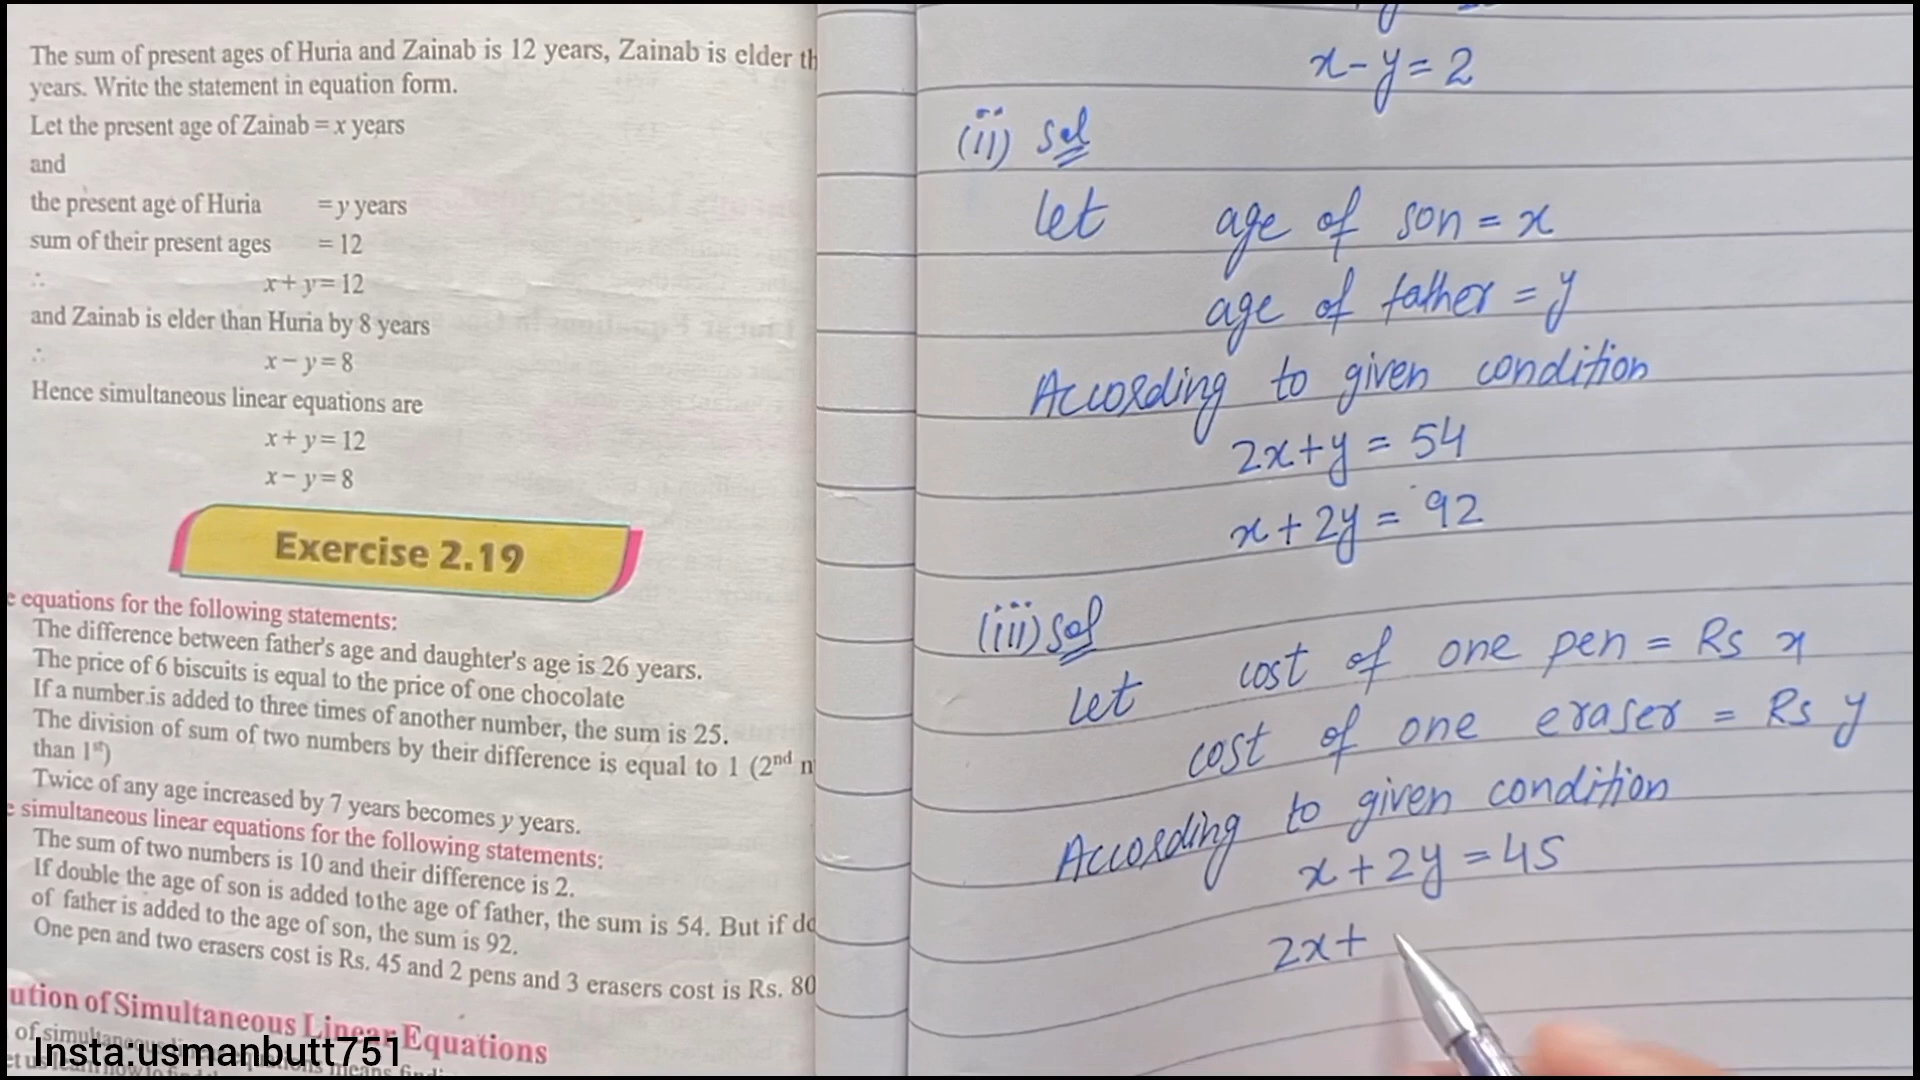 The sum of present ages of Huria and Zainab is 12 years, Zainab is elder
years. Write the statement in equation form.
Let the present age of Zainab = x years
and
the present age of Huria = y years
sum of their present ages = 12
∴ x + y = 12
and Zainab is elder than Huria by 8 years
∴ x − y = 8
Hence simultaneous linear equations are
x + y = 12
x − y = 8
Exercise 2.19
equations for the following statements:
The difference between father's age and daughter's age is 26 years.
The price of 6 biscuits is equal to the price of one chocolate
If a number is added to three times of another number, the sum is 25.
The division of sum of two numbers by their difference is equal to 1 (2nd
than 1st)
Twice of any age increased by 7 years becomes y years.
simultaneous linear equations for the following statements:
The sum of two numbers is 10 and their difference is 2.
If double the age of son is added to the age of father, the sum is 54. But if
of father is added to the age of son, the sum is 92.
One pen and two erasers cost is Rs. 45 and 2 pens and 3 erasers cost is Rs. 80
ution of Simultaneous Linear Equations
Insta:usmanbutt751
x - y = 2
(ii) Sol
let age of son = x
age of father = y
According to given condition
2x + y = 54
x + 2y = 92
(iii) Sol
Let cost of one pen = Rs x
cost of one eraser = Rs y
According to given condition
x + 2y = 45
2x +